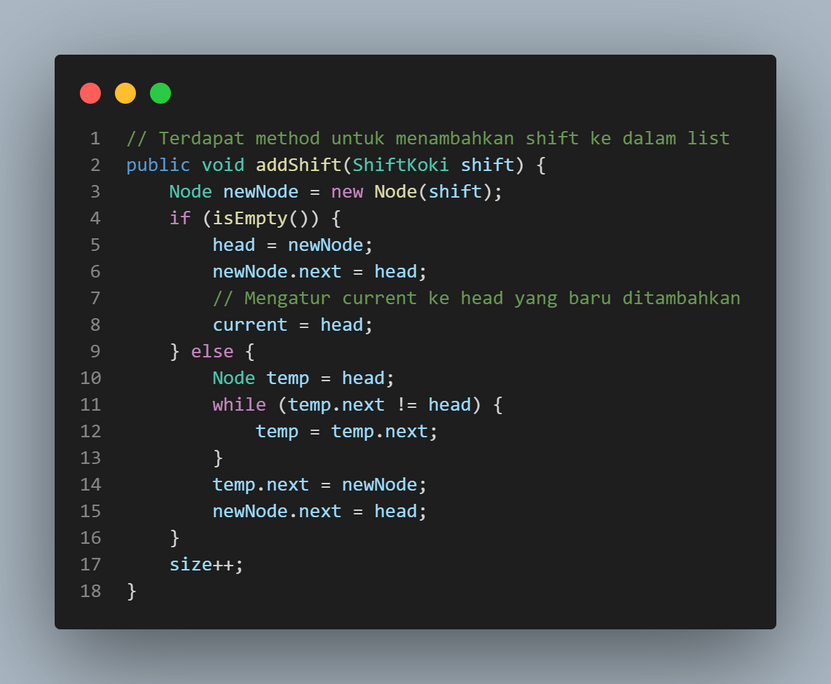 1 // Terdapat method untuk menambahkan shift ke dalam list
2 public void addShift(ShiftKoki shift) {
3     Node newNode = new Node(shift);
4     if (isEmpty()) {
5         head = newNode;
6         newNode.next = head;
7         // Mengatur current ke head yang baru ditambahkan
8         current = head;
9     } else {
10         Node temp = head;
11         while (temp.next != head) {
12             temp = temp.next;
13         }
14         temp.next = newNode;
15         newNode.next = head;
16     }
17     size++;
18 }